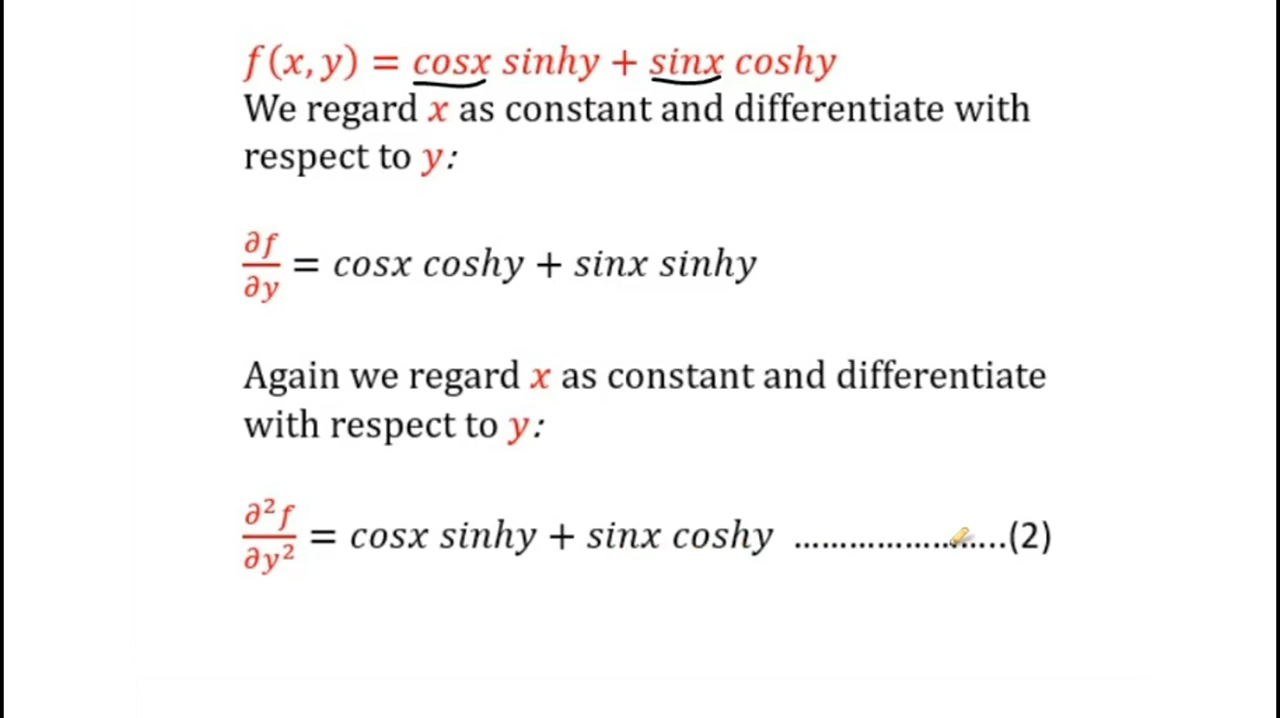 f(x, y) = cosx sinhy + sinx coshy
We regard x as constant and differentiate with
respect to y:
∂f/∂y = cosx coshy + sinx sinhy
Again we regard x as constant and differentiate
with respect to y:
∂²f/∂y² = cosx sinhy + sinx coshy ........................(2)